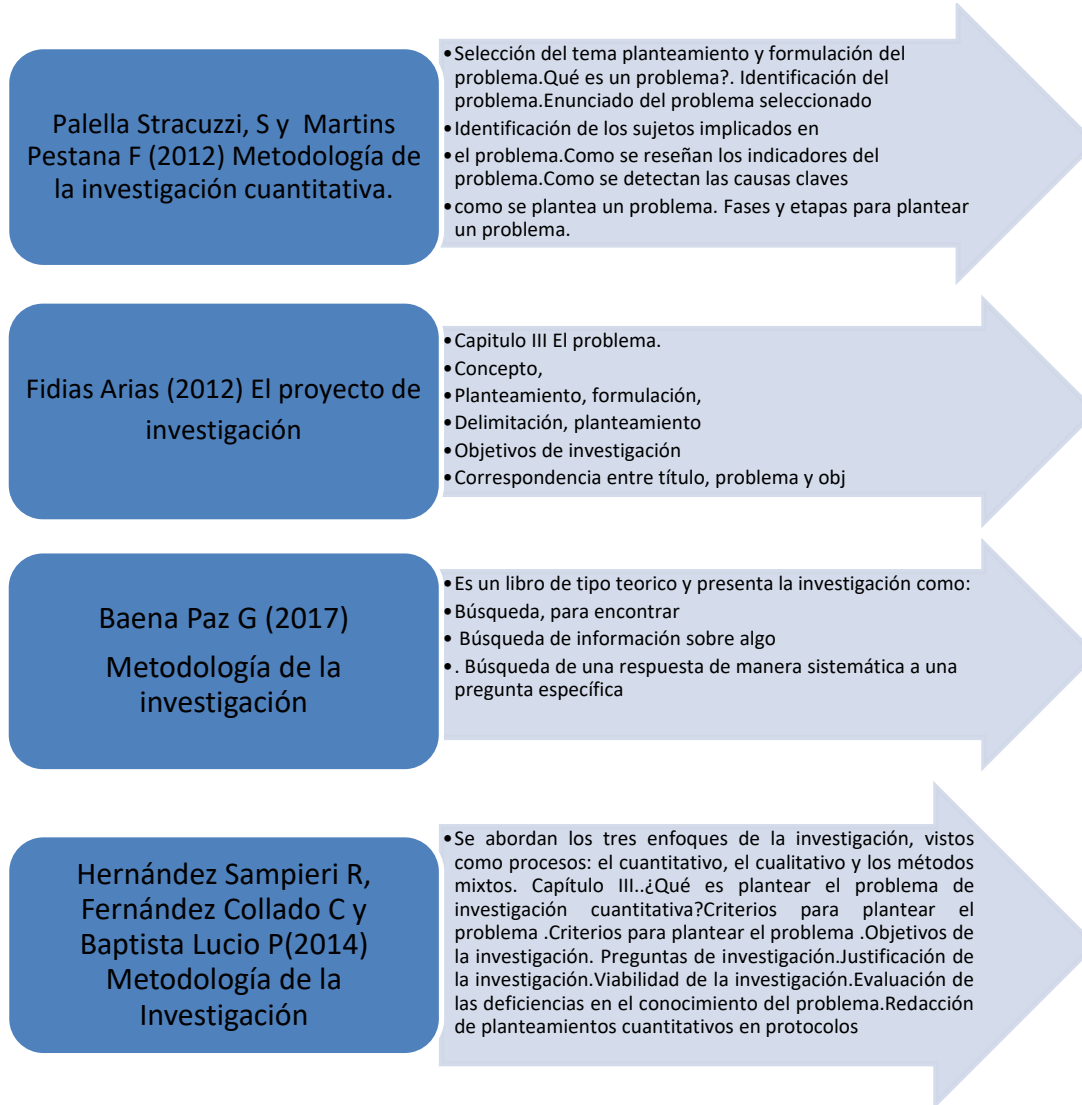 Palella Stracuzzi, S y Martins
Pestana F (2012) Metodología de
la investigación cuantitativa.
•Selección del tema planteamiento y formulación del
problema.Qué es un problema?. Identificación del
problema.Enunciado del problema seleccionado
•Identificación de los sujetos implicados en
•el problema.Como se reseñan los indicadores del
problema.Como se detectan las causas claves
•como se plantea un problema. Fases y etapas para plantear
un problema.
Fidias Arias (2012) El proyecto de
investigación
•Capitulo III El problema.
•Concepto,
•Planteamiento, formulación,
•Delimitación, planteamiento
•Objetivos de investigación
•Correspondencia entre título, problema y obj
Baena Paz G (2017)
Metodología de la
investigación
•Es un libro de tipo teorico y presenta la investigación como:
•Búsqueda, para encontrar
• Búsqueda de información sobre algo
•. Búsqueda de una respuesta de manera sistemática a una
pregunta específica
Hernández Sampieri R,
Fernández Collado C y
Baptista Lucio P(2014)
Metodología de la
Investigación
•Se abordan los tres enfoques de la investigación, vistos
como procesos: el cuantitativo, el cualitativo y los métodos
mixtos. Capítulo III..¿Qué es plantear el problema de
investigación cuantitativa?Criterios para plantear el
problema .Criterios para plantear el problema .Objetivos de
la investigación. Preguntas de investigación.Justificación de
la investigación.Viabilidad de la investigación.Evaluación de
las deficiencias en el conocimiento del problema.Redacción
de planteamientos cuantitativos en protocolos